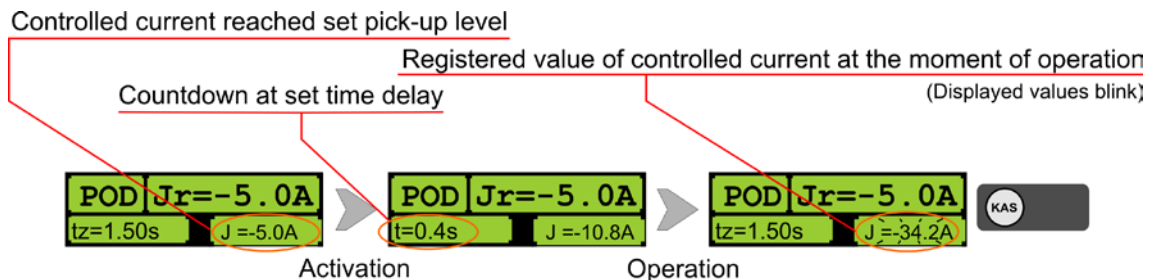 Controlled current reached set pick-up level
Registered value of controlled current at the moment of operation
(Displayed values blink)
Countdown at set time delay
POD Jr=-5.0A
tz=1.50s J =-5.0A
POD Jr=-5.0A
t=0.4s J =-10.8A
POD Jr=-5.0A
tz=1.50s J =-34.2A
KAS
Activation
Operation